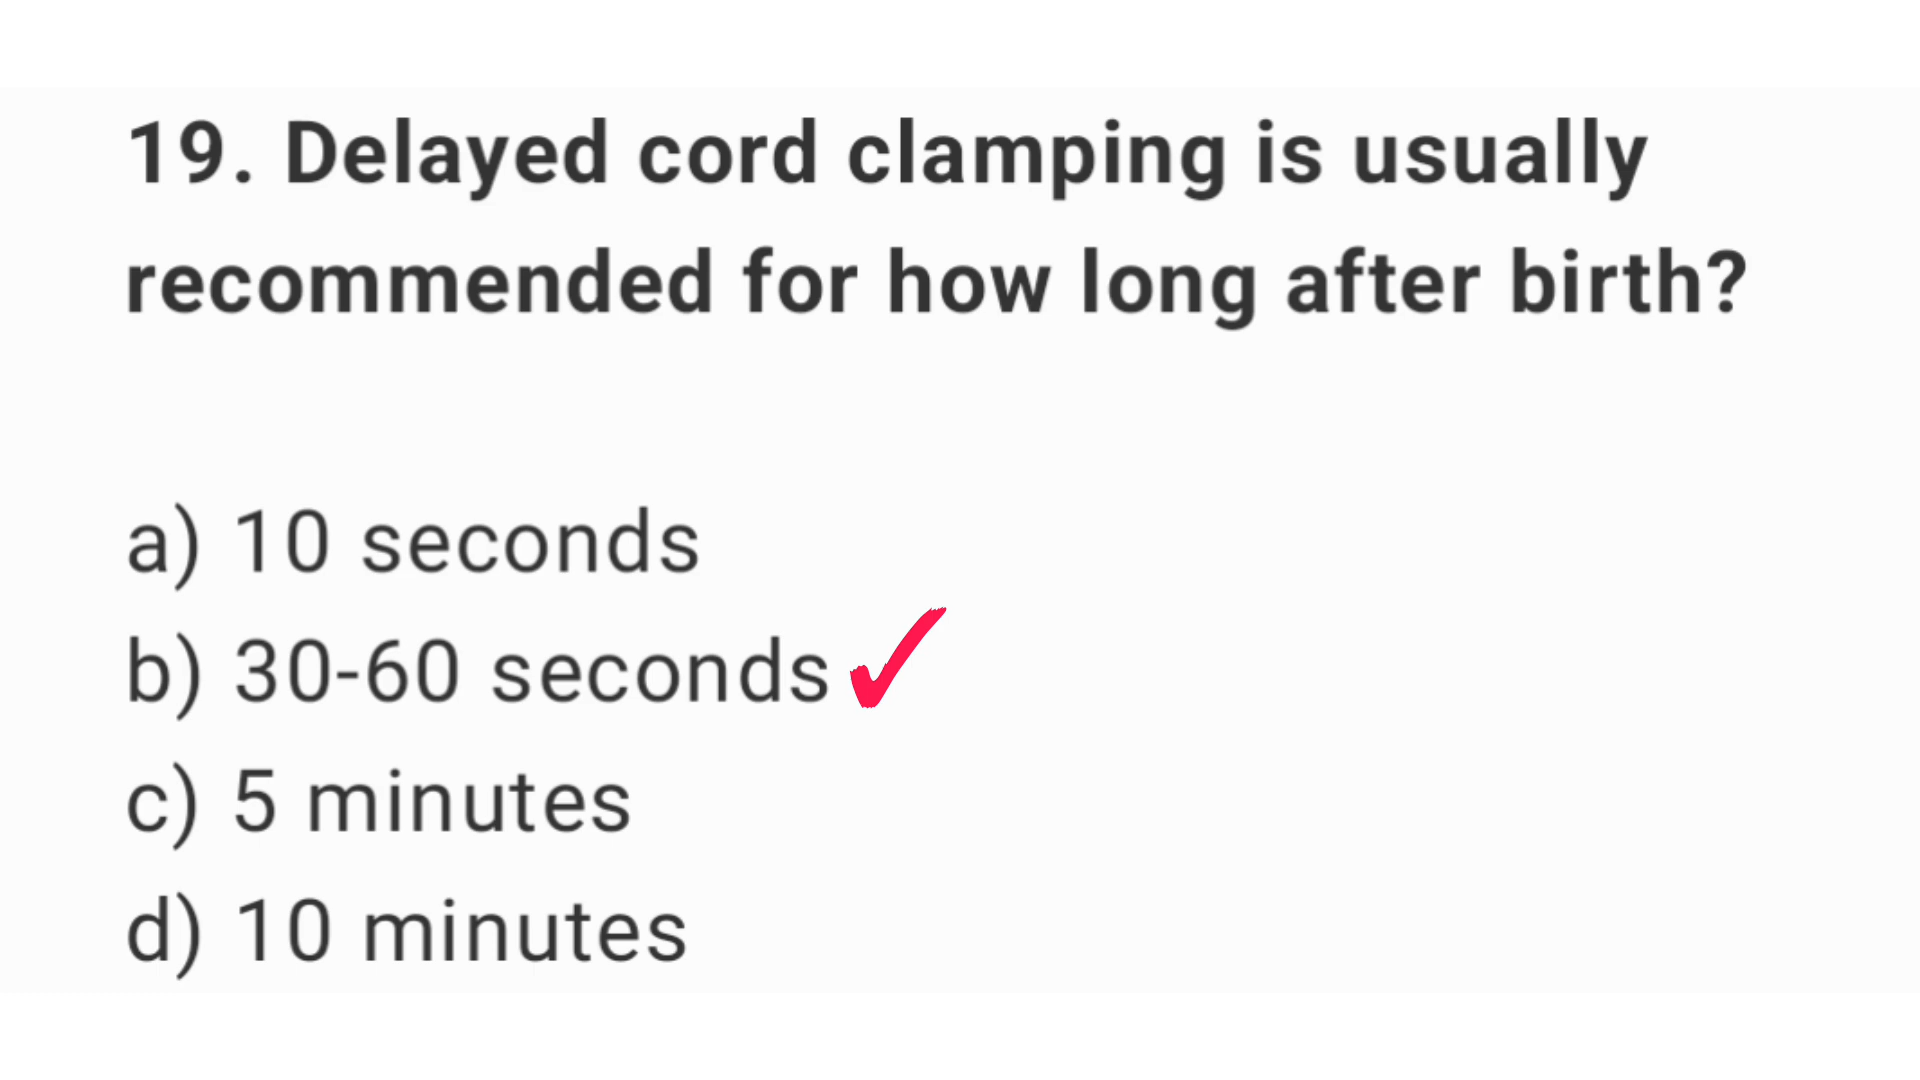 19. Delayed cord clamping is usually
recommended for how long after birth?
a) 10 seconds
b) 30-60 seconds
c) 5 minutes
d) 10 minutes